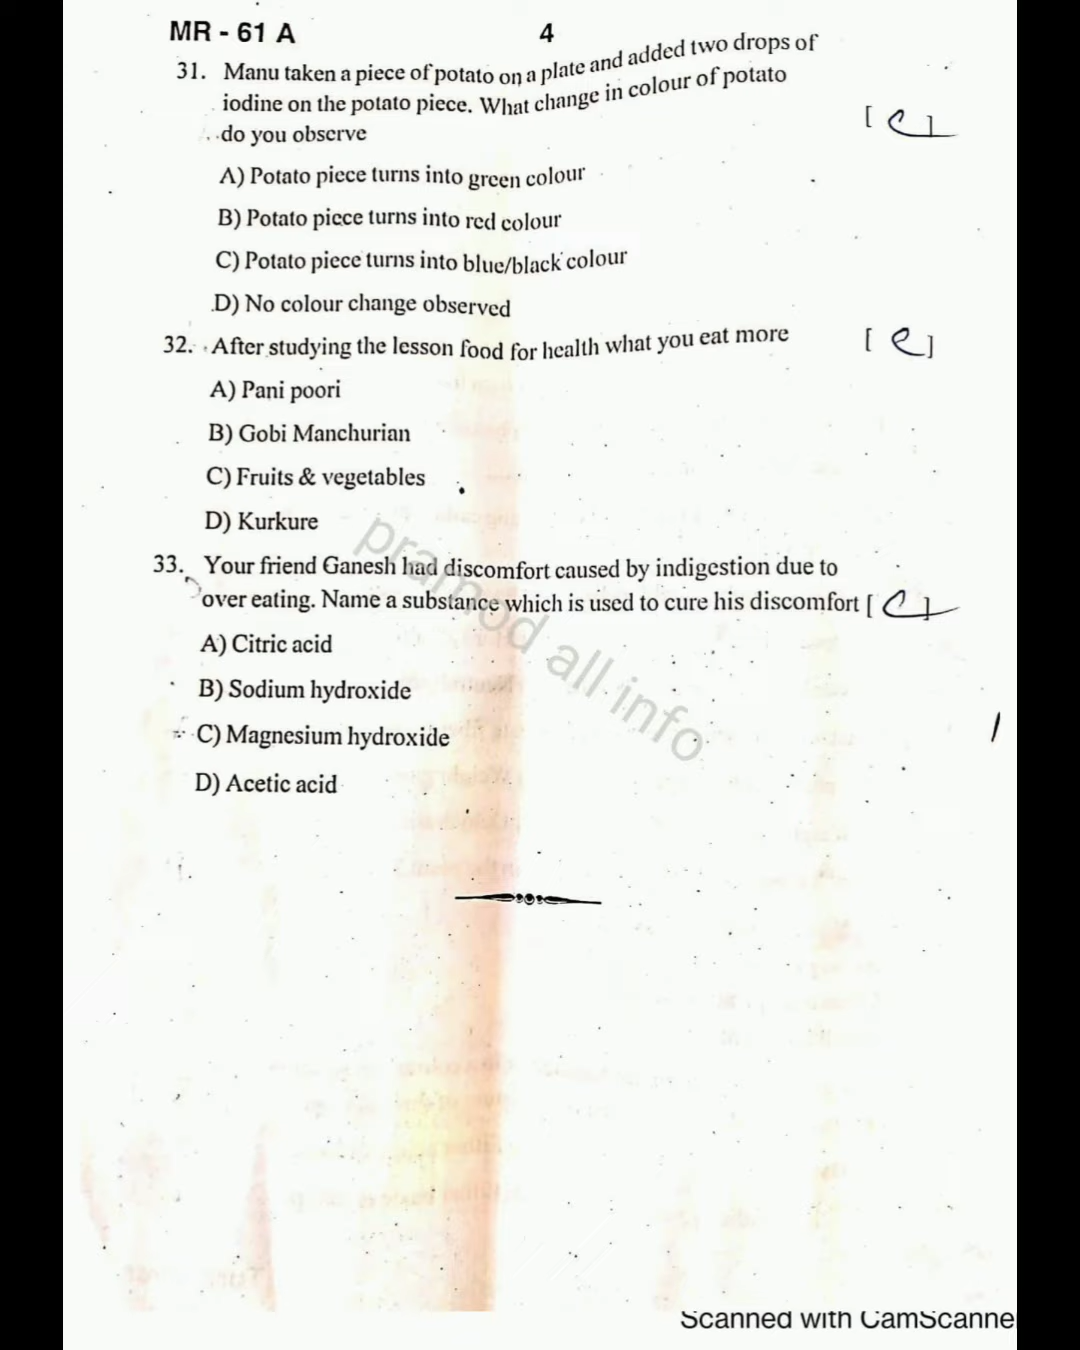 MR - 61 A
4
31. Manu taken a piece of potato on a plate and added two drops of
iodine on the potato piece. What change in colour of potato
do you observe
[ C ]
A) Potato piece turns into green colour
B) Potato piece turns into red colour
C) Potato piece turns into blue/black colour
D) No colour change observed
32. After studying the lesson food for health what you eat more [ C ]
A) Pani poori
B) Gobi Manchurian
C) Fruits & vegetables
D) Kurkure
33. Your friend Ganesh had discomfort caused by indigestion due to
over eating. Name a substance which is used to cure his discomfort [ C ]
A) Citric acid
B) Sodium hydroxide
C) Magnesium hydroxide
D) Acetic acid
pramod all info
Scanned with CamScanne